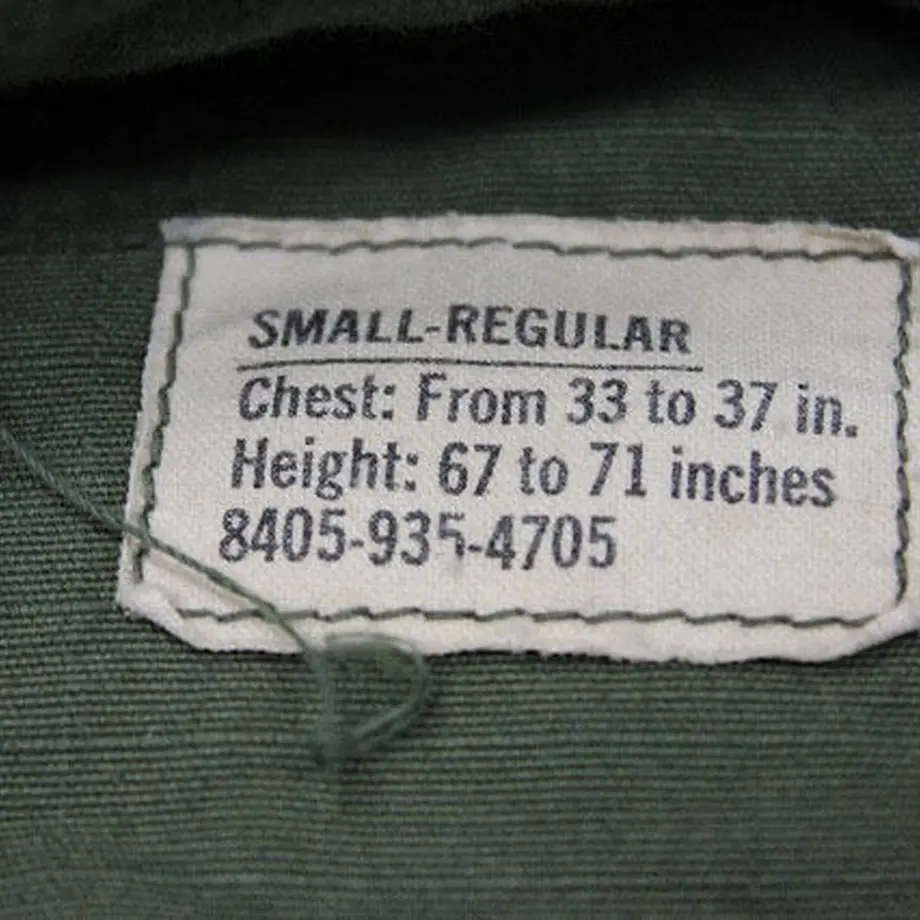 SMALL-REGULAR
Chest: From 33 to 37 in.
Height: 67 to 71 inches
8405-935-4705